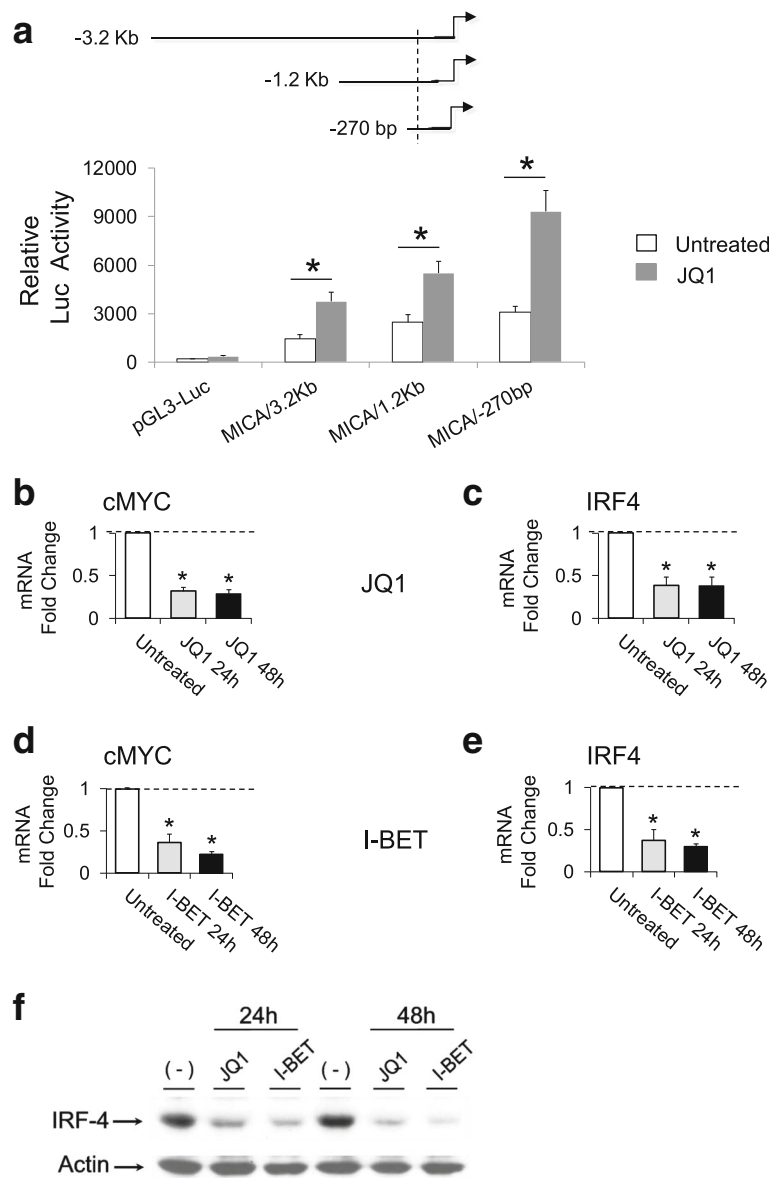 a
-3.2 Kb
-1.2 Kb
-270 bp
Relative
Luc Activity
12000
9000
6000
3000
0
*
*
*
Untreated
JQ1
pGL3-Luc
MICA/3.2Kb
MICA/1.2Kb
MICA/-270bp
b
cMYC
mRNA
Fold Change
1
0.5
0
*
*
Untreated
JQ1 24h
JQ1 48h
JQ1
c
IRF4
mRNA
Fold Change
1
0.5
0
*
*
Untreated
JQ1 24h
JQ1 48h
d
cMYC
mRNA
Fold Change
1
0.5
0
*
*
Untreated
I-BET 24h
I-BET 48h
I-BET
e
IRF4
mRNA
Fold Change
1
0.5
0
*
*
Untreated
I-BET 24h
I-BET 48h
f
24h
48h
(-)
JQ1
I-BET
(-)
JQ1
I-BET
IRF-4
Actin